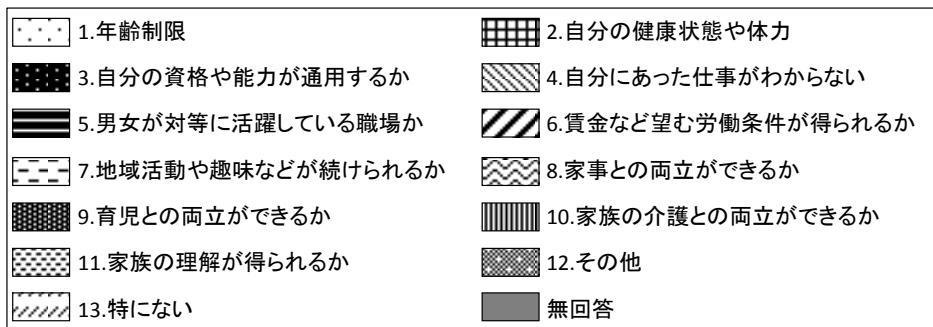 1.年齢制限
2.自分の健康状態や体力
3.自分の資格や能力が通用するか
4.自分にあった仕事がわからない
5.男女が対等に活躍している職場か
6.賃金など望む労働条件が得られるか
7.地域活動や趣味などが続けられるか
8.家事との両立ができるか
9.育児との両立ができるか
10.家族の介護との両立ができるか
11.家族の理解が得られるか
12.その他
13.特にない
無回答